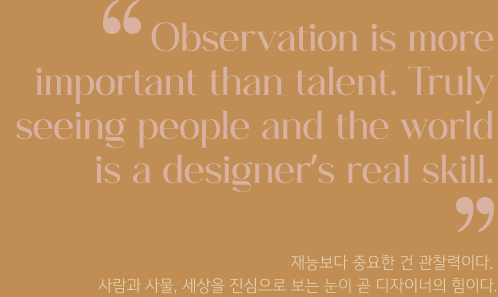 “ Observation is more
important than talent. Truly
seeing people and the world
is a designer's real skill.
”
재능보다 중요한 건 관찰력이다.
사람과 사물, 세상을 진심으로 보는 눈이 곧 디자이너의 힘이다.